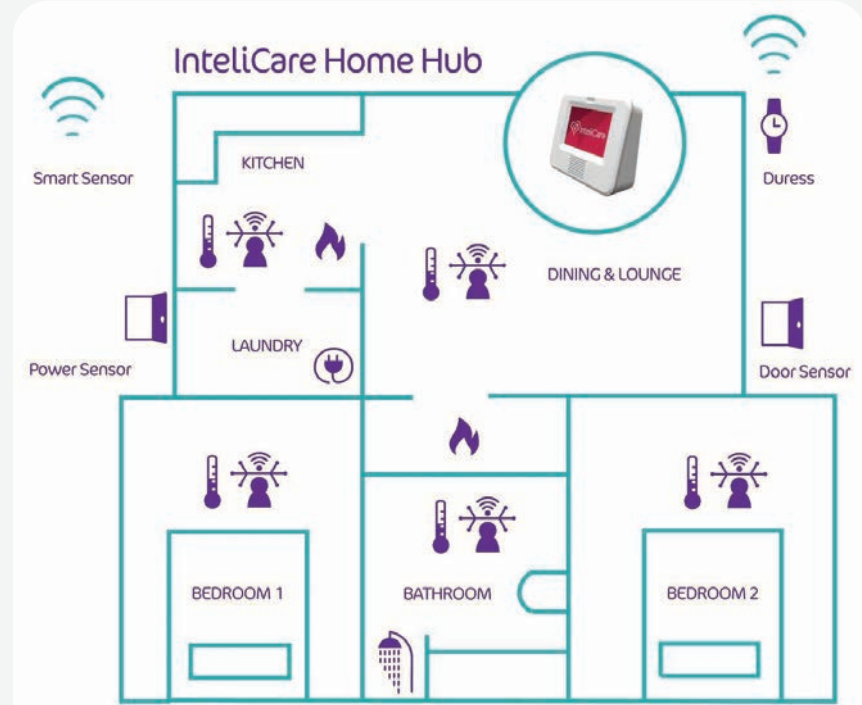 InteliCare Home Hub
Smart Sensor
KITCHEN
InteliCare
Duress
DINING & LOUNGE
LAUNDRY
Power Sensor
Door Sensor
BEDROOM 1
BATHROOM
BEDROOM 2